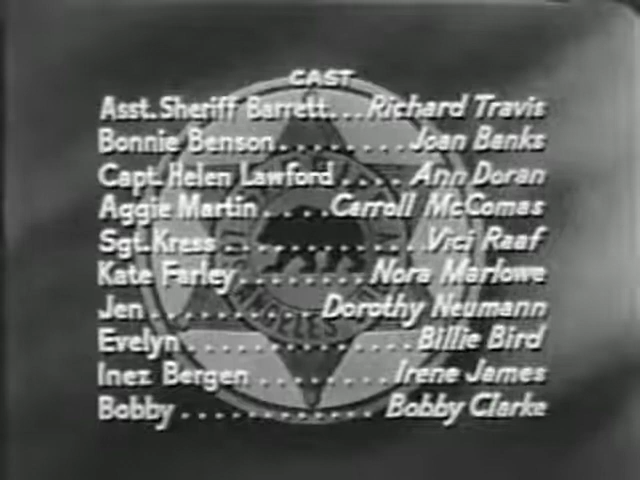 CAST
Asst. Sheriff Barrett...Richard Travis
Bonnie Benson.........Joan Banks
Capt. Helen Lawford....Ann Doran
Aggie Martin....Carroll McComas
Sgt. Kress.............Vici Raaf
Kate Farley........Nora Marlowe
Jen..........Dorothy Neumann
Evelyn...............Billie Bird
Inez Bergen........Irene James
Bobby............Bobby Clarke
LOS ANGELES